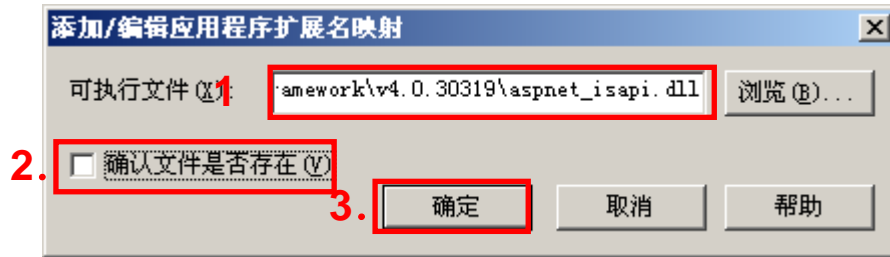 添加/编辑应用程序扩展名映射
可执行文件(X): 1 ramework\v4.0.30319\aspnet_isapi.dll 浏览(B)...
2. 确认文件是否存在(V)
3. 确定 取消 帮助